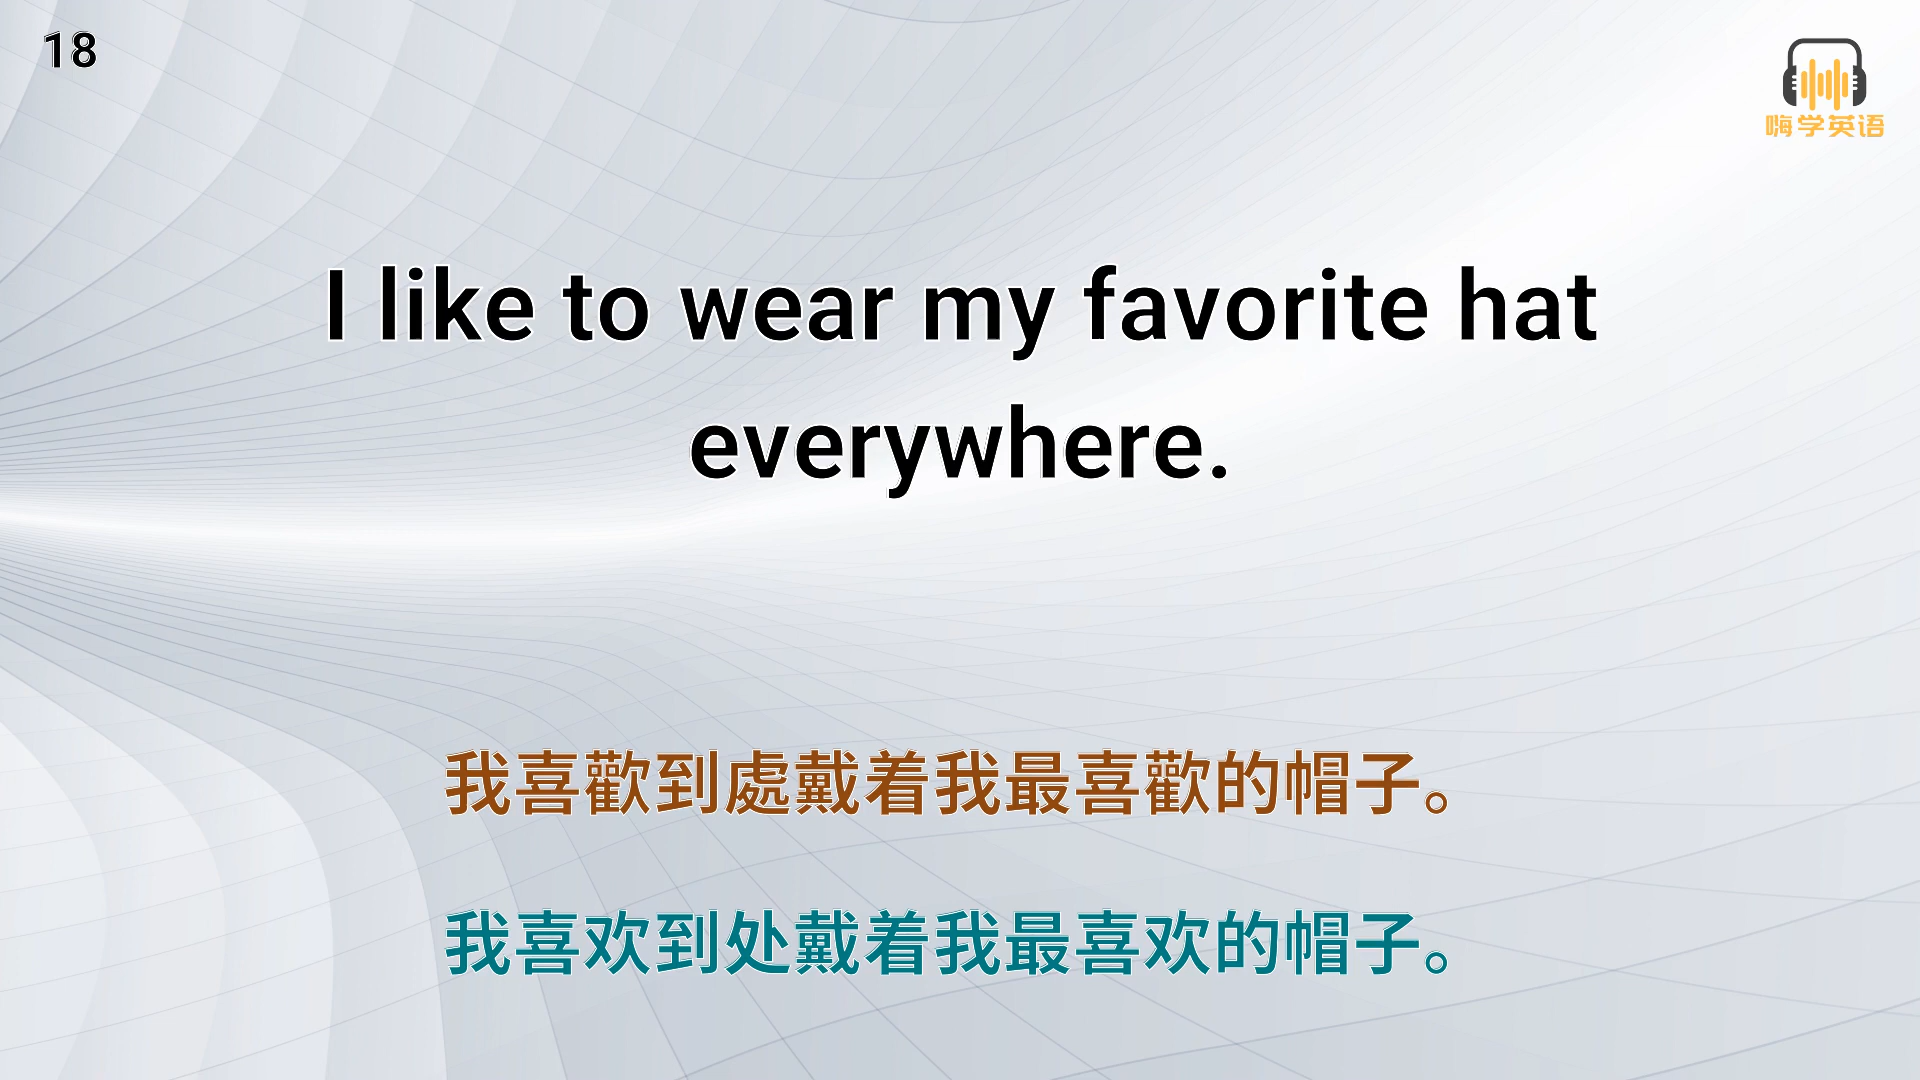 18
嗨学英语
I like to wear my favorite hat
everywhere.
我喜歡到處戴着我最喜歡的帽子。
我喜欢到处戴着我最喜欢的帽子。